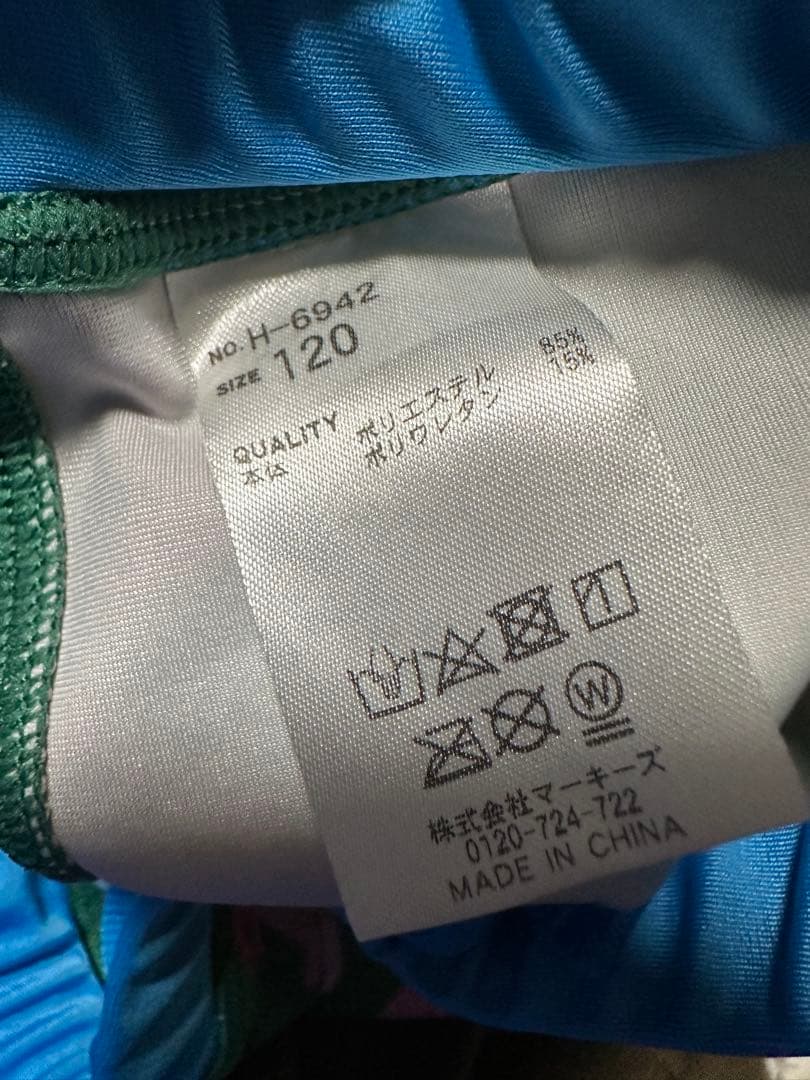 NO. H-6942
SIZE 120
QUALITY
本体
ポリエステル 85%
ポリウレタン 15%
W
株式会社マーキーズ
0120-724-722
MADE IN CHINA